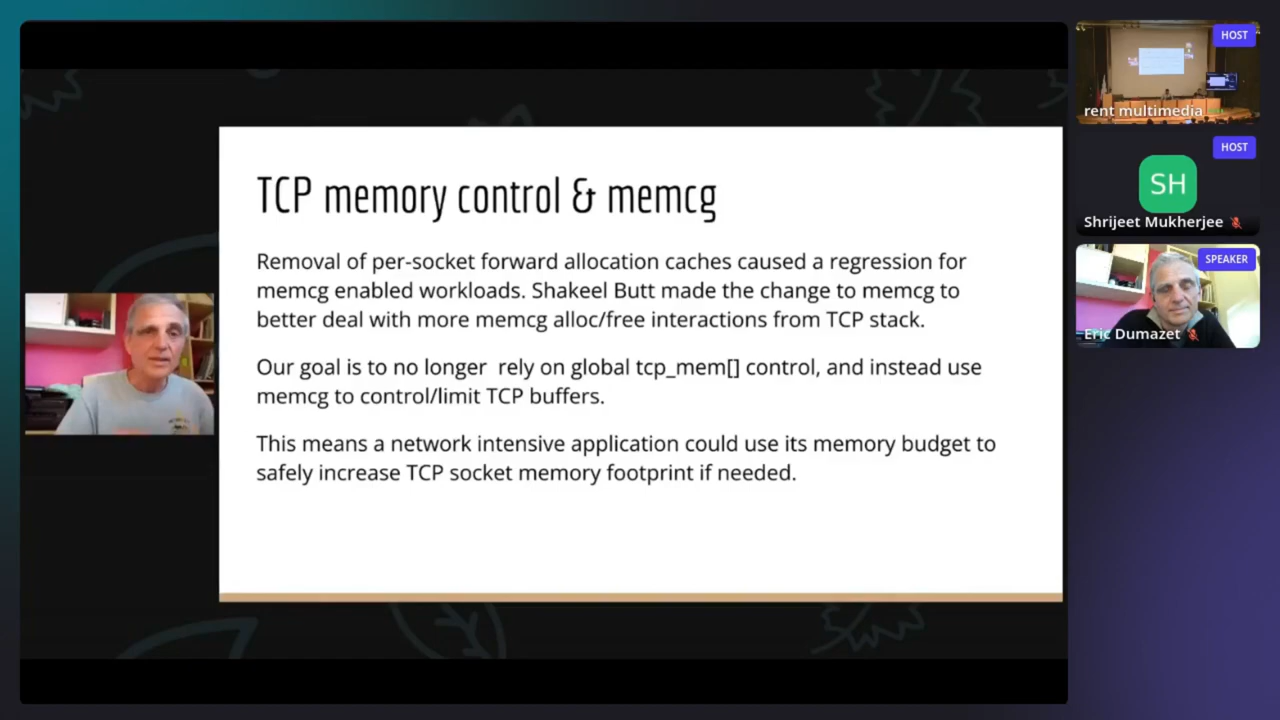 TCP memory control & memcg
Removal of per-socket forward allocation caches caused a regression for
memcg enabled workloads. Shakeel Butt made the change to memcg to
better deal with more memcg alloc/free interactions from TCP stack.
Our goal is to no longer  rely on global tcp_mem[] control, and instead use
memcg to control/limit TCP buffers.
This means a network intensive application could use its memory budget to
safely increase TCP socket memory footprint if needed.
HOST
rent multimedia
HOST
SH
Shrijeet Mukherjee
SPEAKER
Eric Dumazet